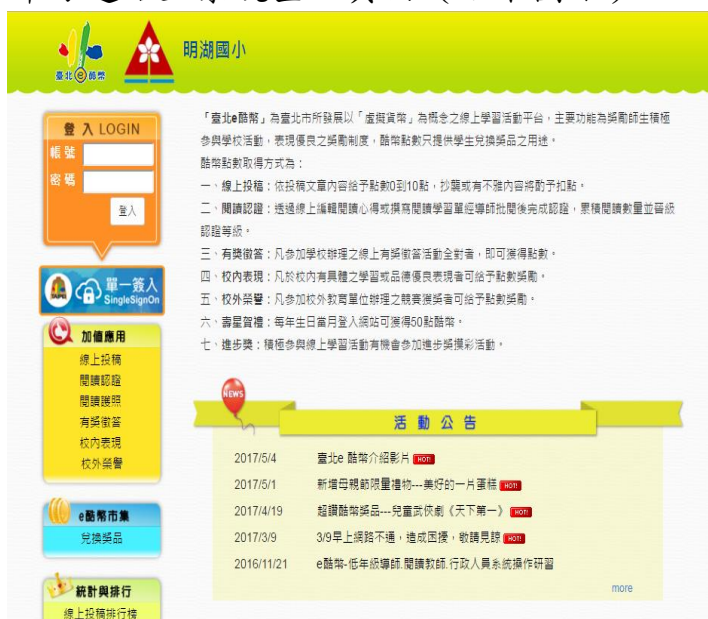 臺北e酷幣
明湖國小
登 入 LOGIN
帳 號
密 碼
登入
單一簽入
SingleSignOn
加值應用
線上投稿
閱讀認證
閱讀護照
有獎徵答
校內表現
校外榮譽
e酷幣市集
兌換獎品
統計與排行
線上投稿排行榜
「臺北e酷幣」為臺北市所發展以「虛擬貨幣」為概念之線上學習活動平台，主要功能為獎勵師生積極
參與學校活動，表現優良之獎勵制度，酷幣點數只提供學生兌換獎品之用途。
酷幣點數取得方式為：
一、線上投稿：依投稿文章內容給予點數0到10點，抄襲或有不雅內容將酌予扣點。
二、閱讀認證：透過線上編輯閱讀心得或撰寫閱讀學習單經導師批閱後完成認證，累積閱讀數量並晉級
認證等級。
三、有獎徵答：凡參加學校辦理之線上有獎徵答活動全對者，即可獲得點數。
四、校內表現：凡於校內有具體之學習或品德優良表現者可給予點數獎勵。
五、校外榮譽：凡參加校外教育單位辦理之競賽獲獎者可給予點數獎勵。
六、壽星賀禮：每年生日當月登入網站可獲得50點酷幣。
七、進步獎：積極參與線上學習活動有機會參加進步獎摸彩活動。
NEWS
活 動 公 告
2017/5/4 臺北e 酷幣介紹影片 HOT!
2017/5/1 新增母親節限量禮物---美好的一片蛋糕 HOT!
2017/4/19 超讚酷幣獎品---兒童武俠劇《天下第一》 HOT!
2017/3/9 3/9早上網路不通，造成困擾，敬請見諒 HOT!
2016/11/21 e酷幣-低年級導師.閱讀教師.行政人員系統操作研習
more